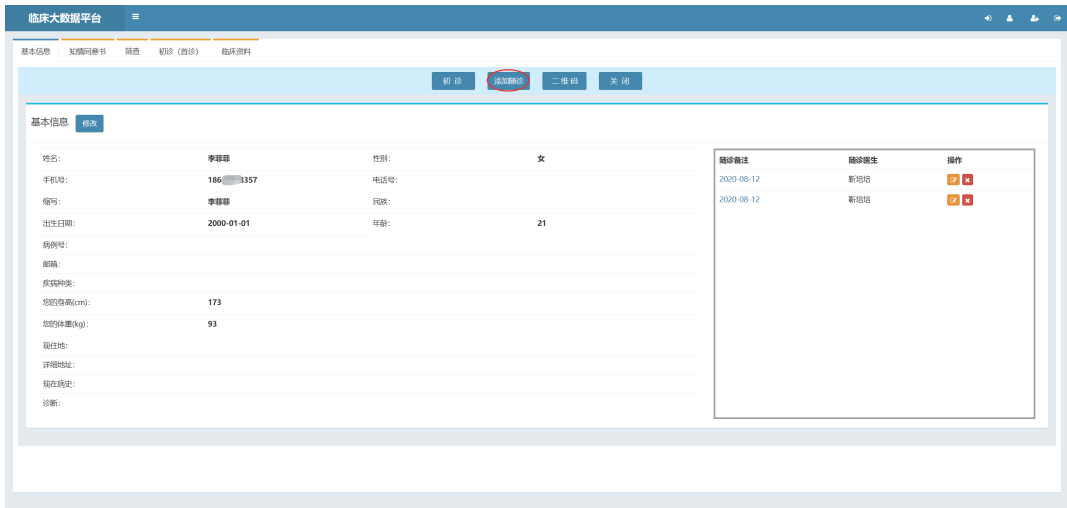 临床大数据平台
基本信息 知情同意书 筛查 初诊（首诊） 临床资料
初 诊 添加随诊 二 维 码 关 闭
基本信息 修改
姓名: 李菲菲 性别: 女
手机号: 186 3357 电话号:
缩写: 李菲菲 民族:
出生日期: 2000-01-01 年龄: 21
病例号:
邮箱:
疾病种类:
您的身高(cm): 173
您的体重(kg): 93
现住地:
详细地址:
现在病史:
诊断:
随诊备注 随诊医生 操作
2020-08-12 靳培培
2020-08-12 靳培培